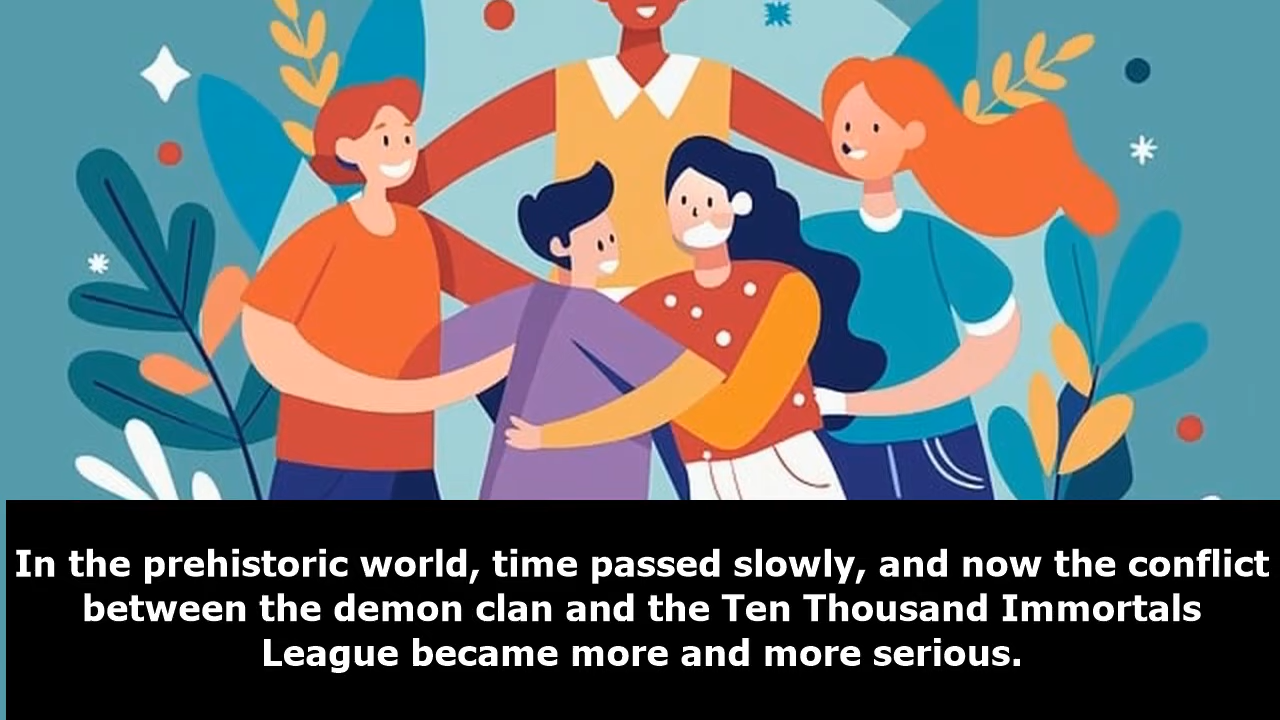 In the prehistoric world, time passed slowly, and now the conflict
between the demon clan and the Ten Thousand Immortals
League became more and more serious.